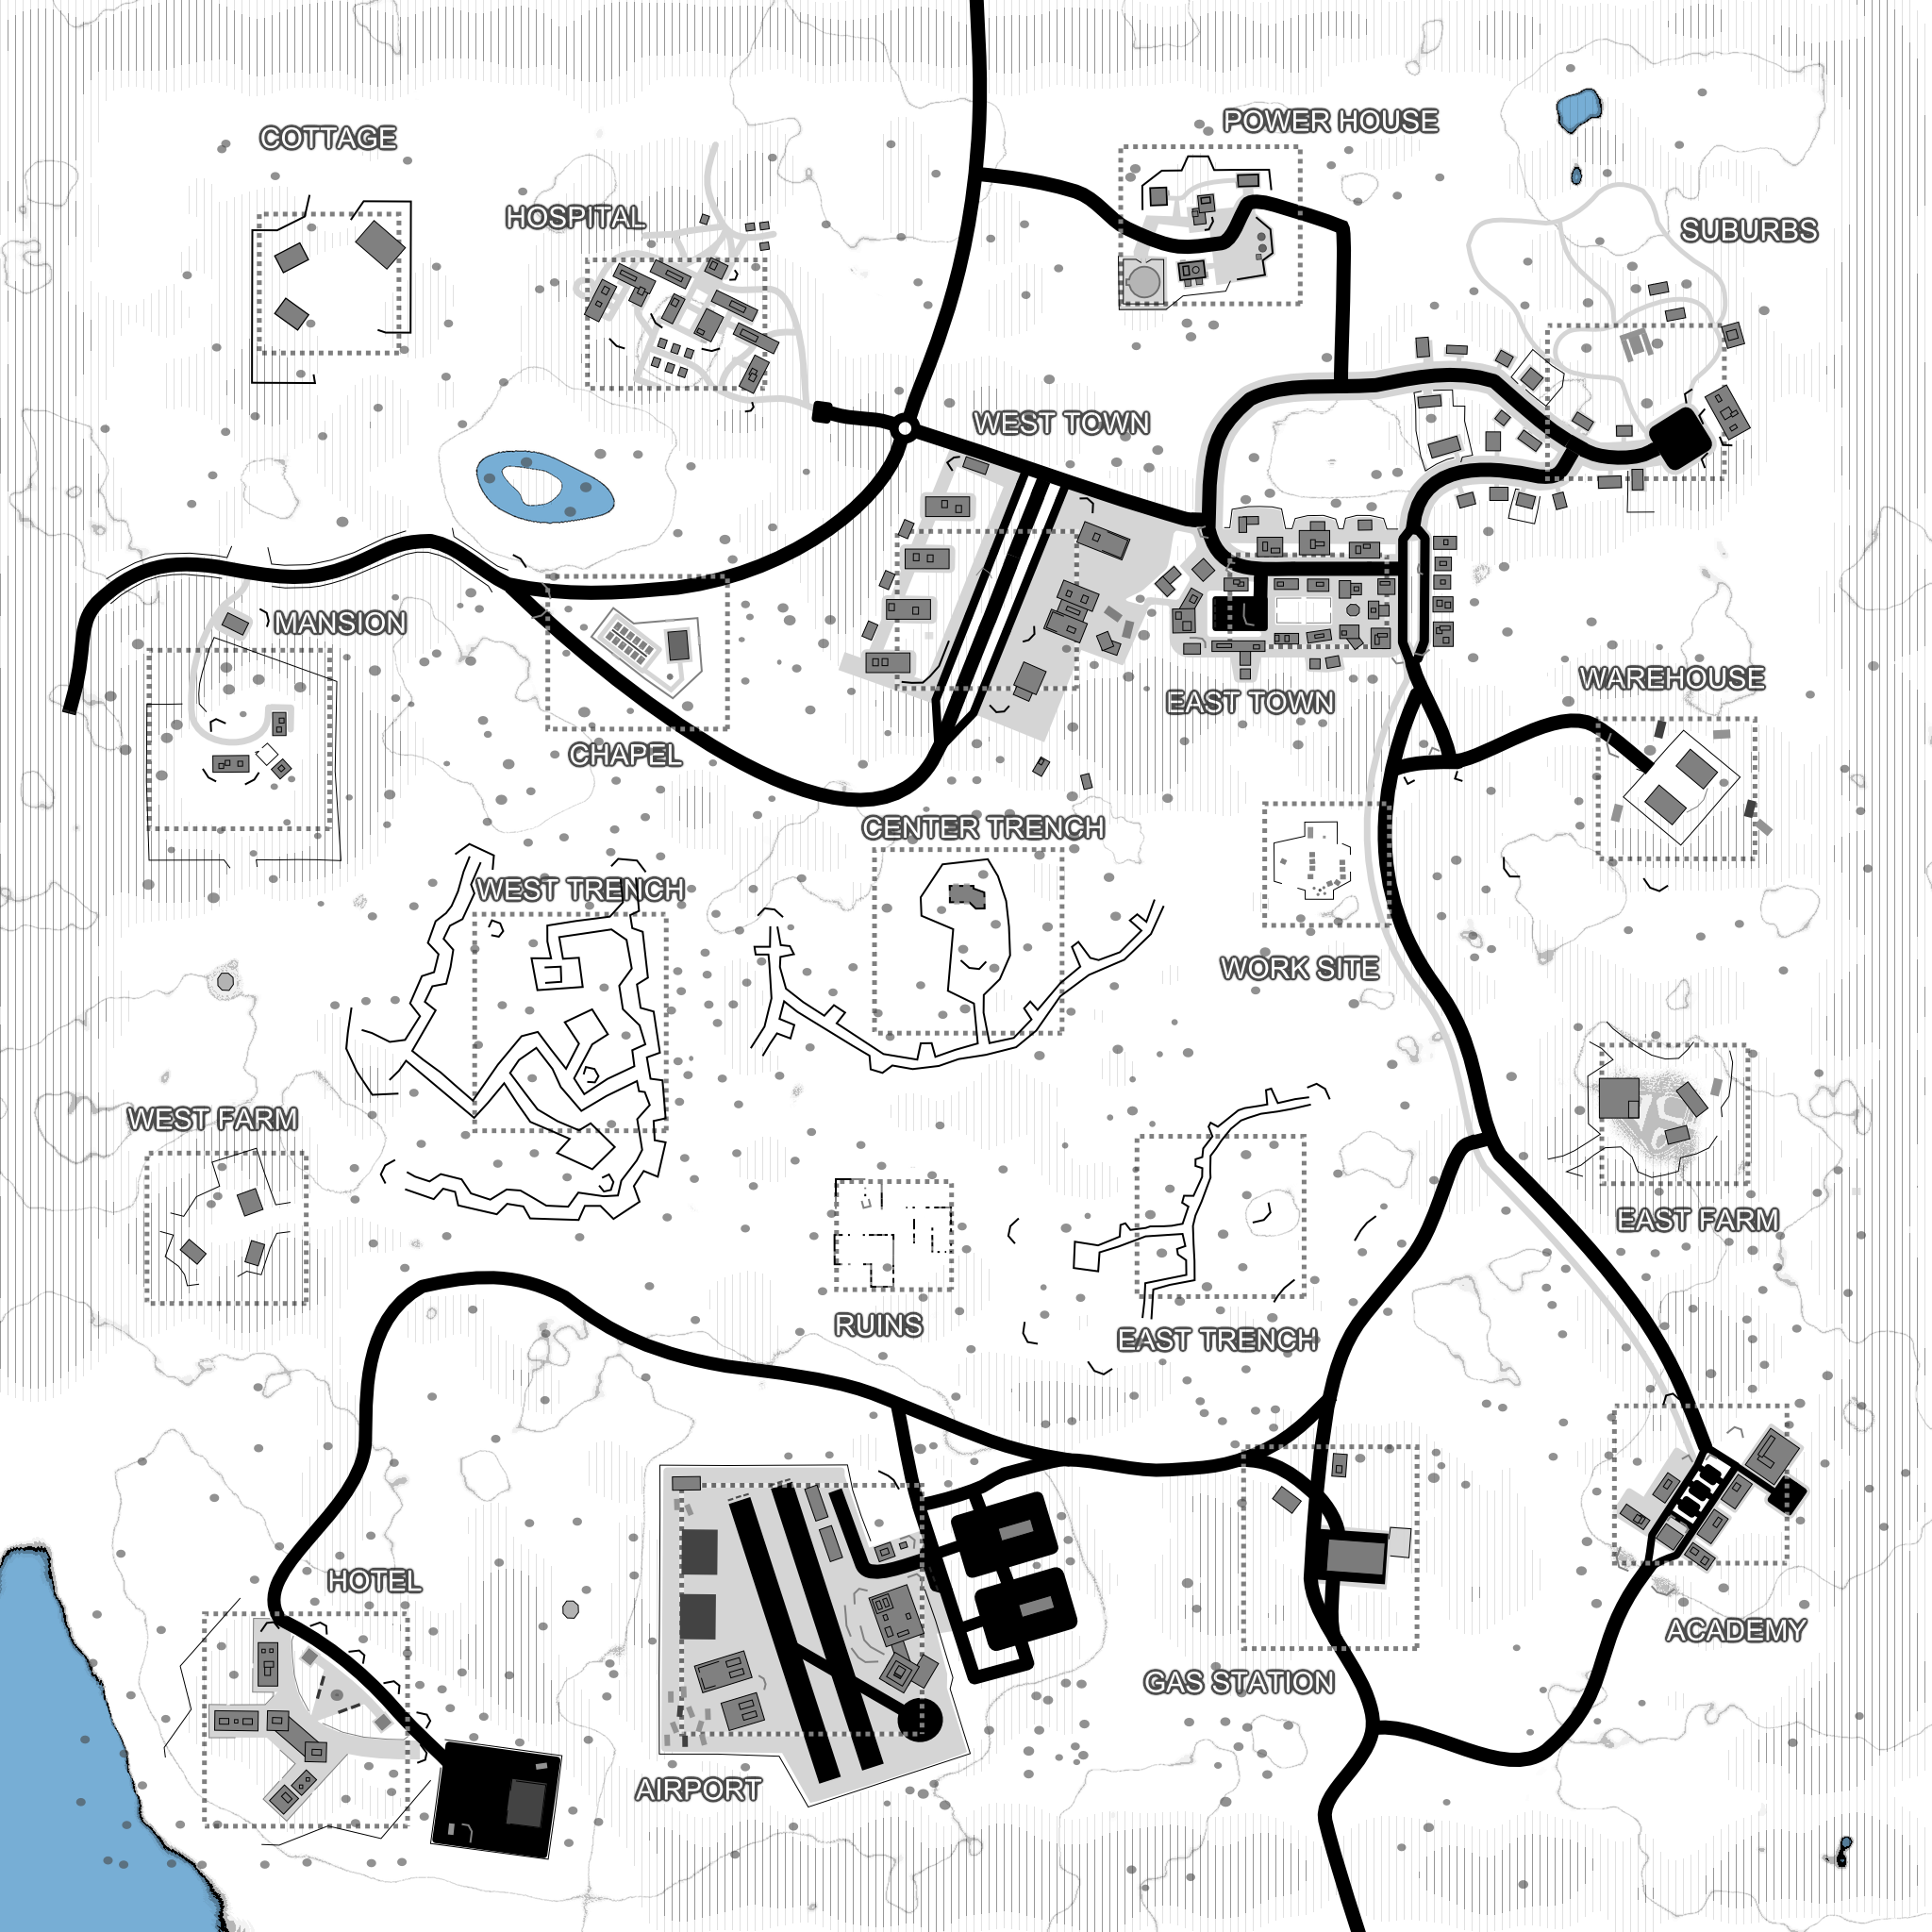 POWER HOUSE
COTTAGE
HOSPITAL
SUBURBS
WEST TOWN
MANSION
WAREHOUSE
EAST TOWN
CHAPEL
CENTER TRENCH
WEST TRENCH
WORK SITE
WEST FARM
EAST FARM
RUINS
EAST TRENCH
HOTEL
ACADEMY
GAS STATION
AIRPORT